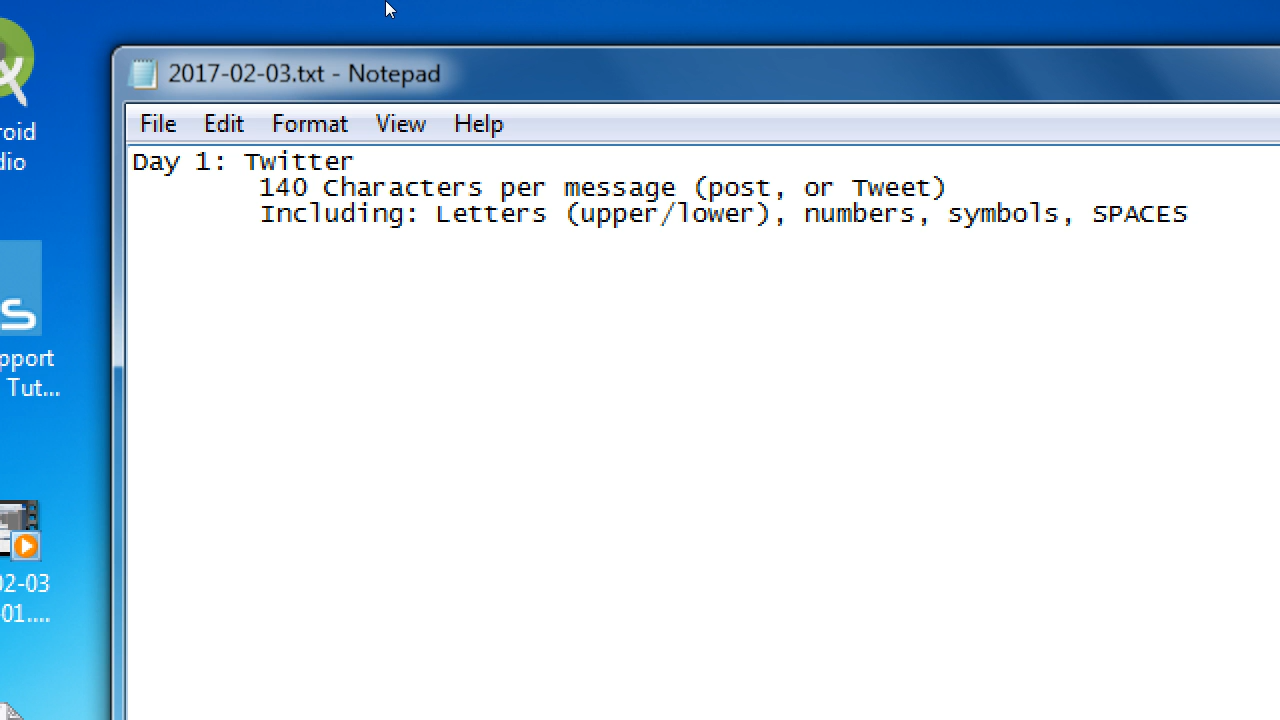 2017-02-03.txt - Notepad
File Edit Format View Help
Day 1: Twitter
140 Characters per message (post, or Tweet)
Including: Letters (upper/lower), numbers, symbols, SPACES
roid
dio
S
pport
Tut...
02-03
-01....